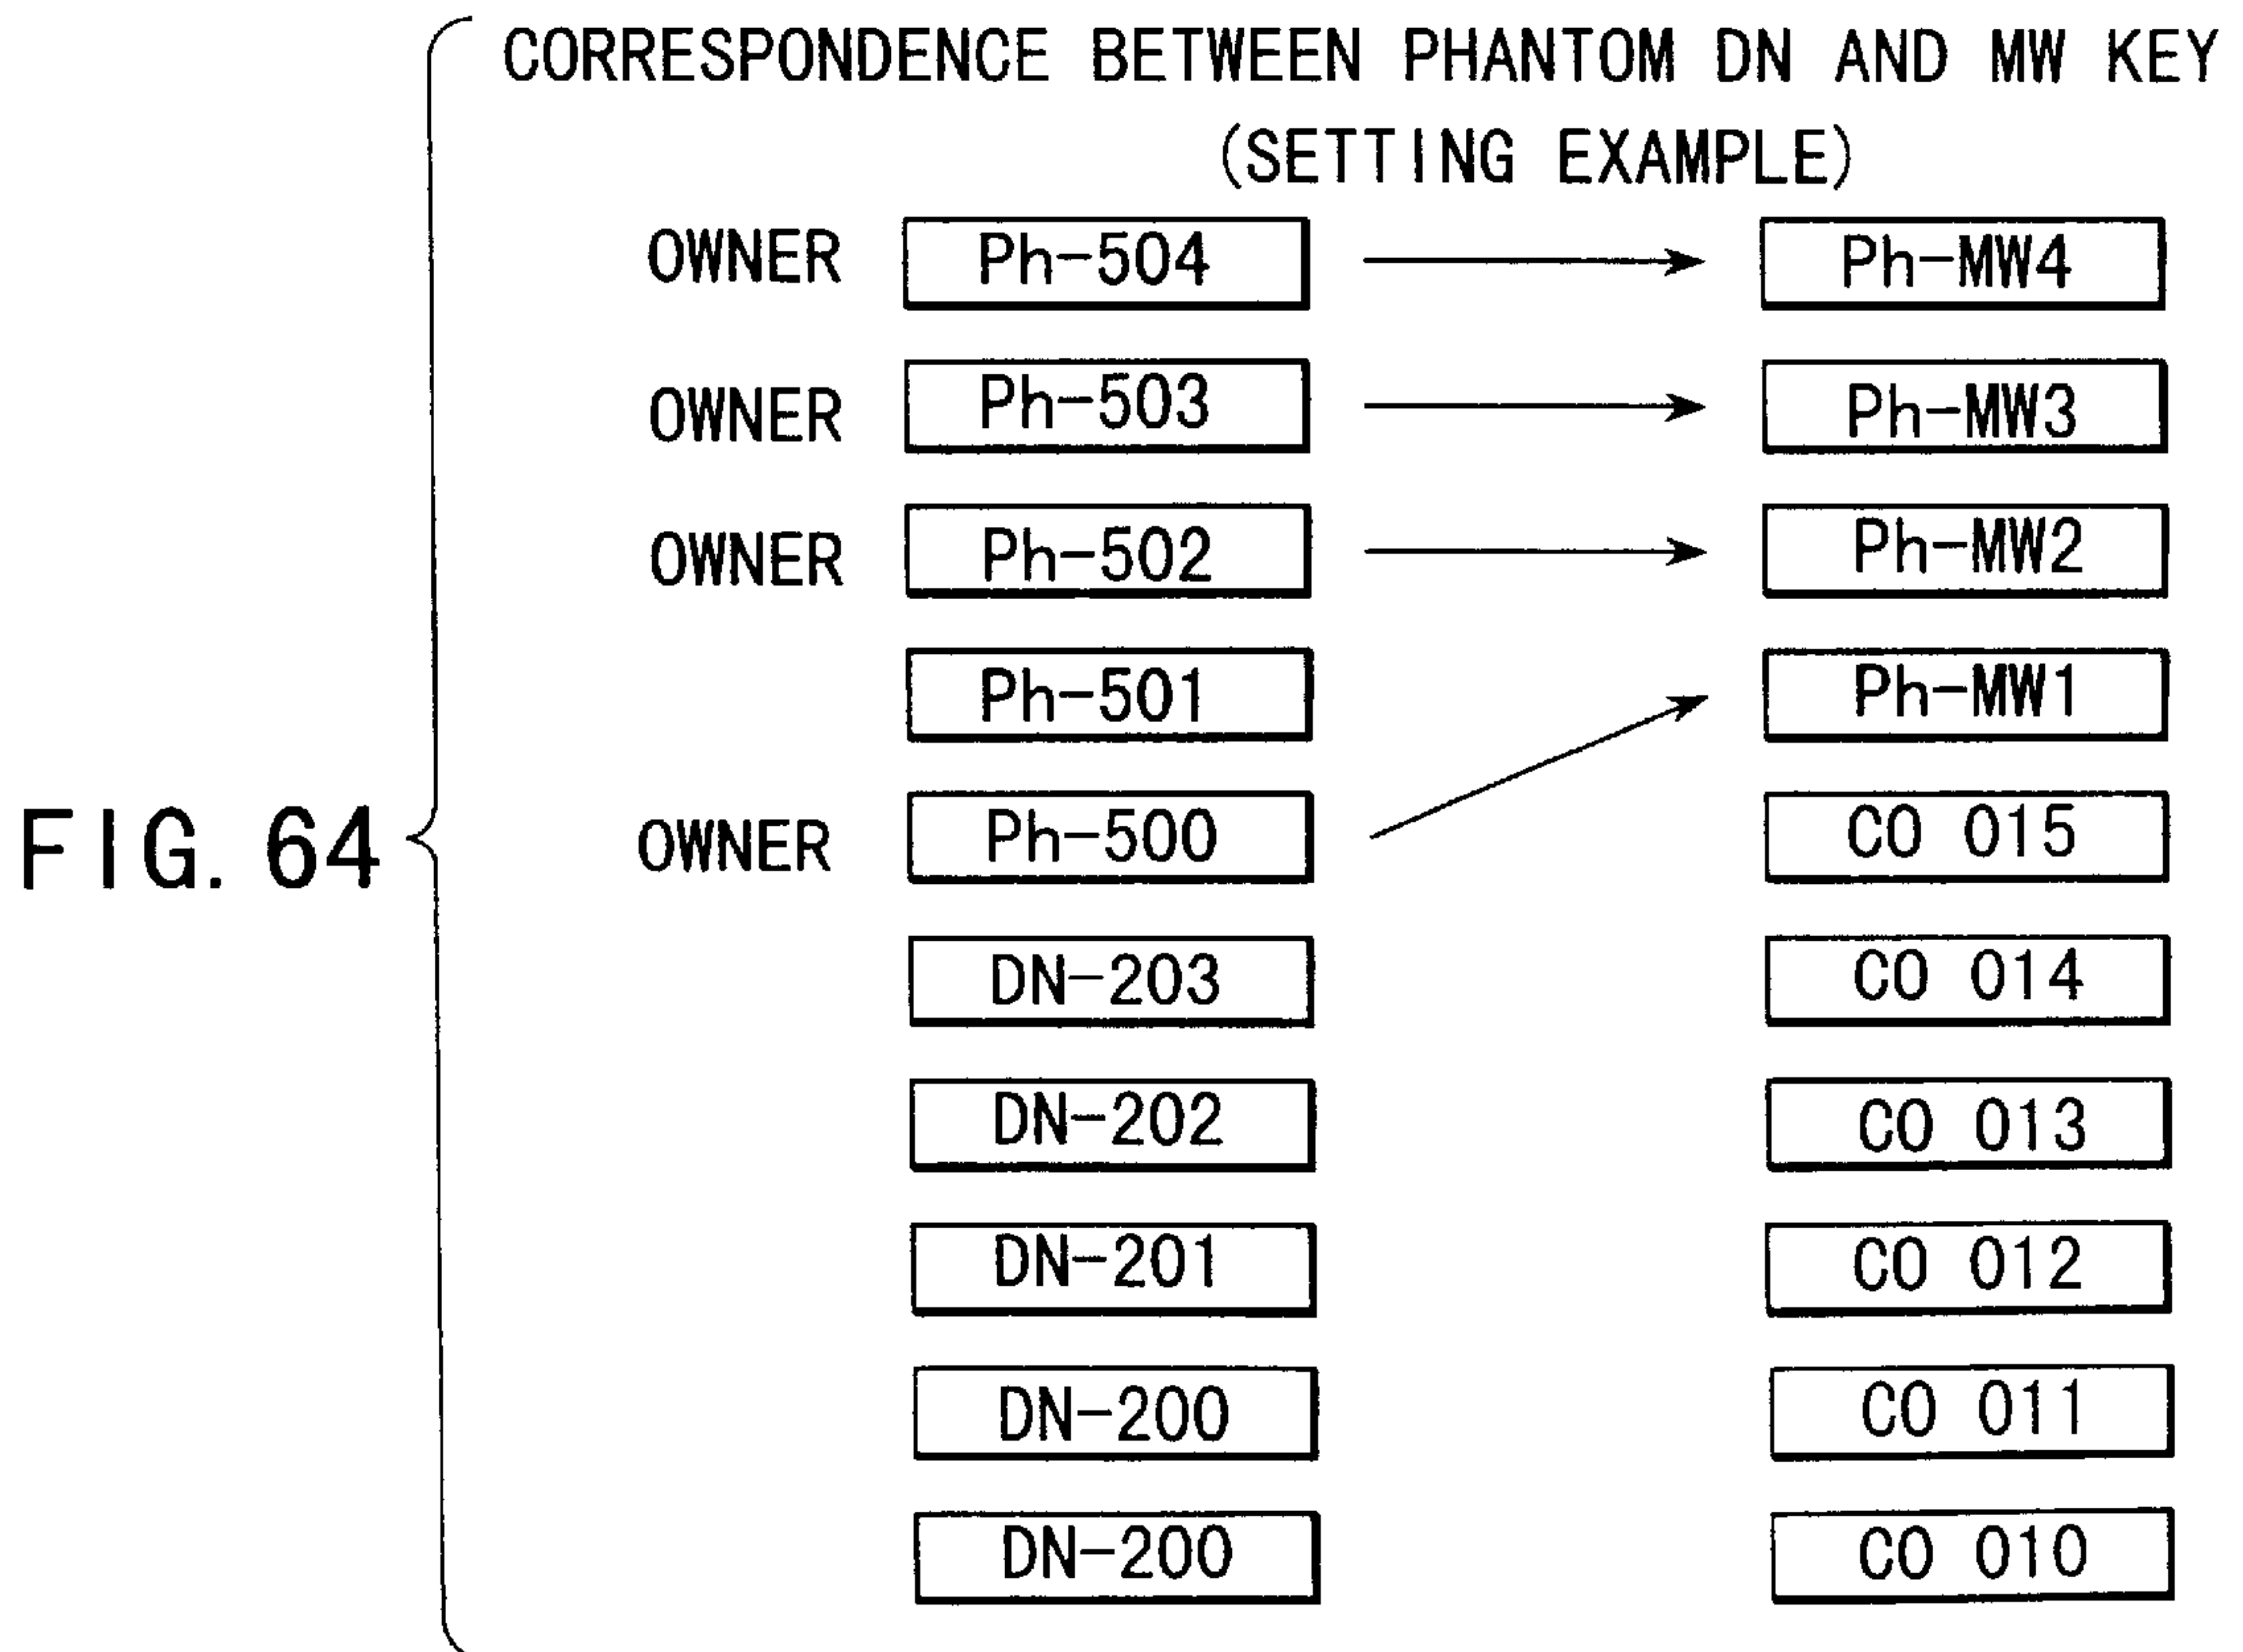 CORRESPONDENCE BETWEEN PHANTOM DN AND MW KEY
(SETTING EXAMPLE)
OWNER Ph-504 Ph-MW4
OWNER Ph-503 Ph-MW3
OWNER Ph-502 Ph-MW2
Ph-501 Ph-MW1
FIG. 64
OWNER Ph-500 CO 015
DN-203 CO 014
DN-202 CO 013
DN-201 CO 012
DN-200 CO 011
DN-200 CO 010